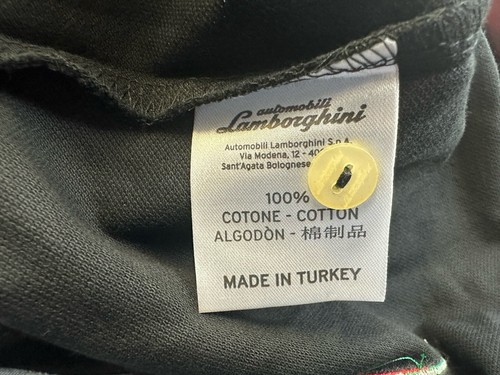 automobili
Lamborghini
Automobili Lamborghini S.p.A.
Via Modena, 12 - 40
Sant'Agata Bolognese
100%
COTONE - COTTON
ALGODÒN - 棉制品
MADE IN TURKEY